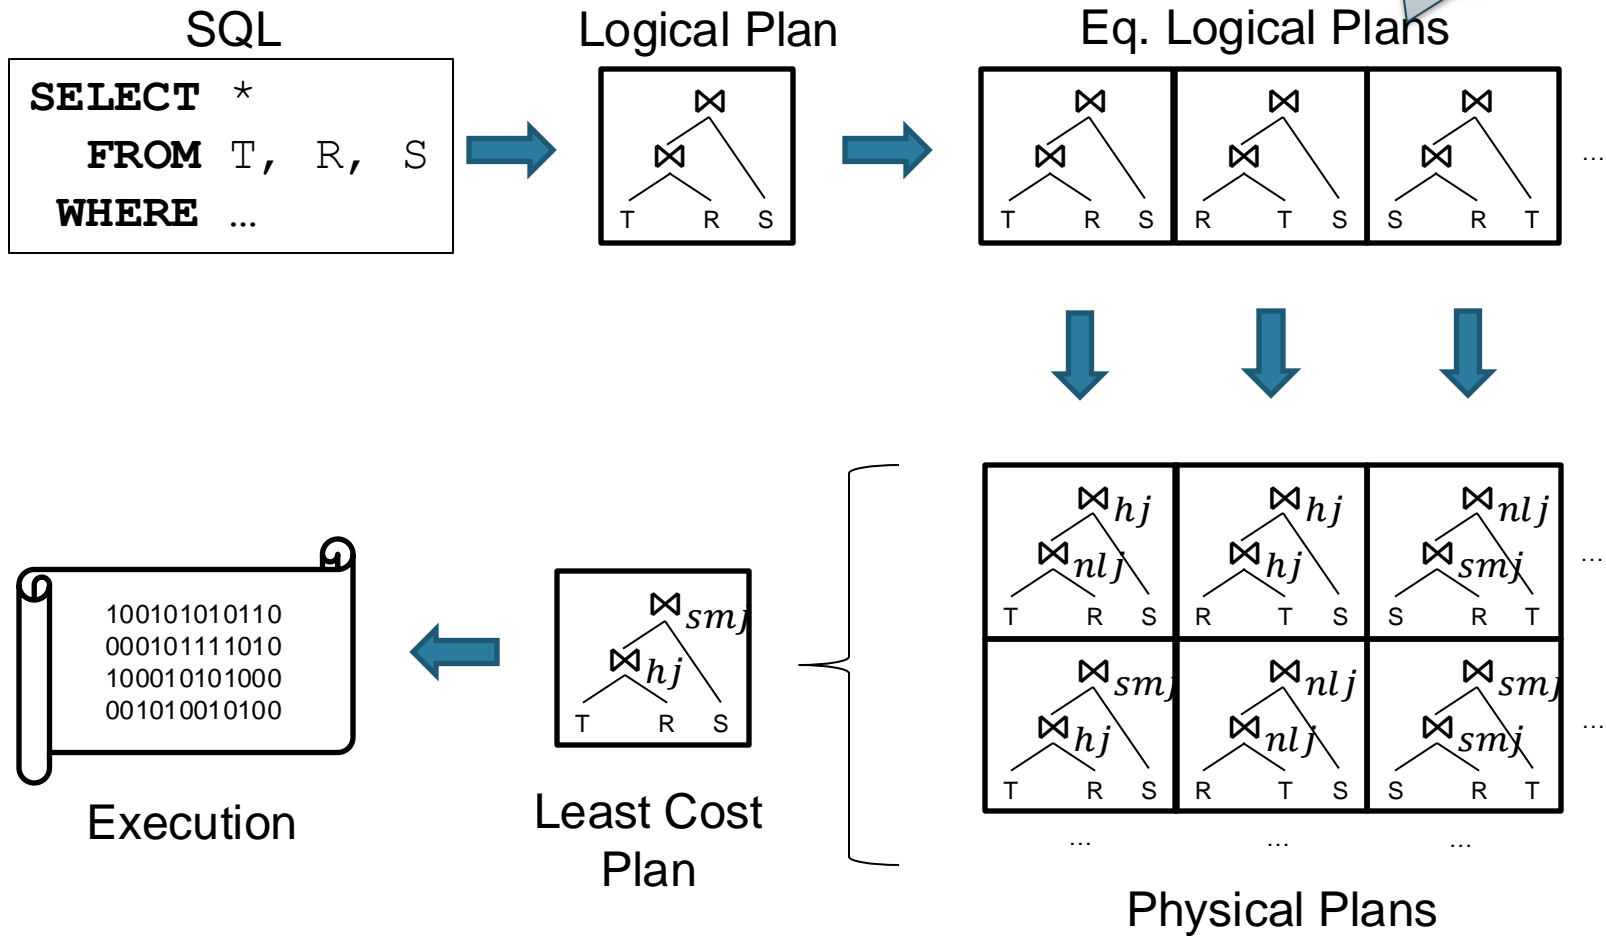 SQL
SELECT *
FROM T, R, S
WHERE …
Logical Plan
⋈
⋈
T R S
Eq. Logical Plans
⋈ ⋈ ⋈
⋈ ⋈ ⋈ …
T R S R T S S R T
⋈hj ⋈hj ⋈nlj
⋈nlj ⋈hj ⋈smj …
T R S R T S S R T
⋈smj ⋈nlj ⋈smj
⋈hj ⋈nlj ⋈smj …
T R S R T S S R T
… … …
Physical Plans
⋈smj
⋈hj
T R S
Least Cost
Plan
100101010110
000101111010
100010101000
001010010100
Execution